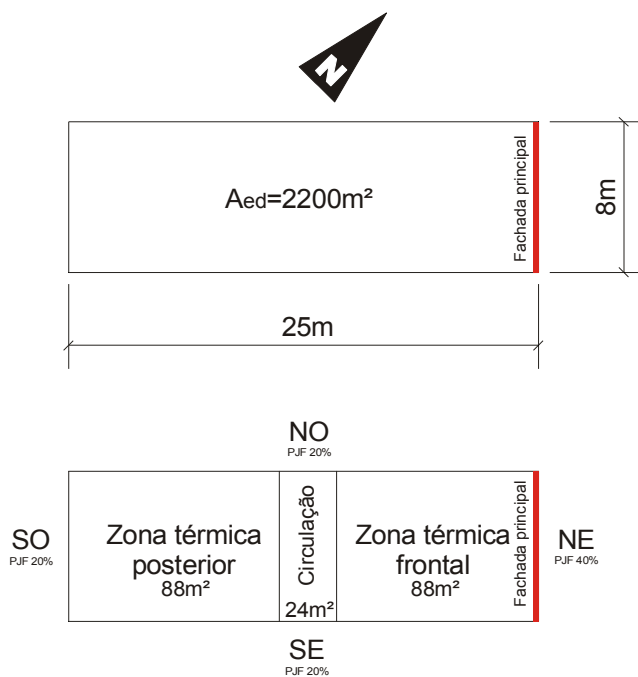 N
Aed=2200m²
Fachada principal
8m
25m
NO
PJF 20%
SO
PJF 20%
Zona térmica
posterior
88m²
Circulação
24m²
Zona térmica
frontal
88m²
Fachada principal
NE
PJF 40%
SE
PJF 20%